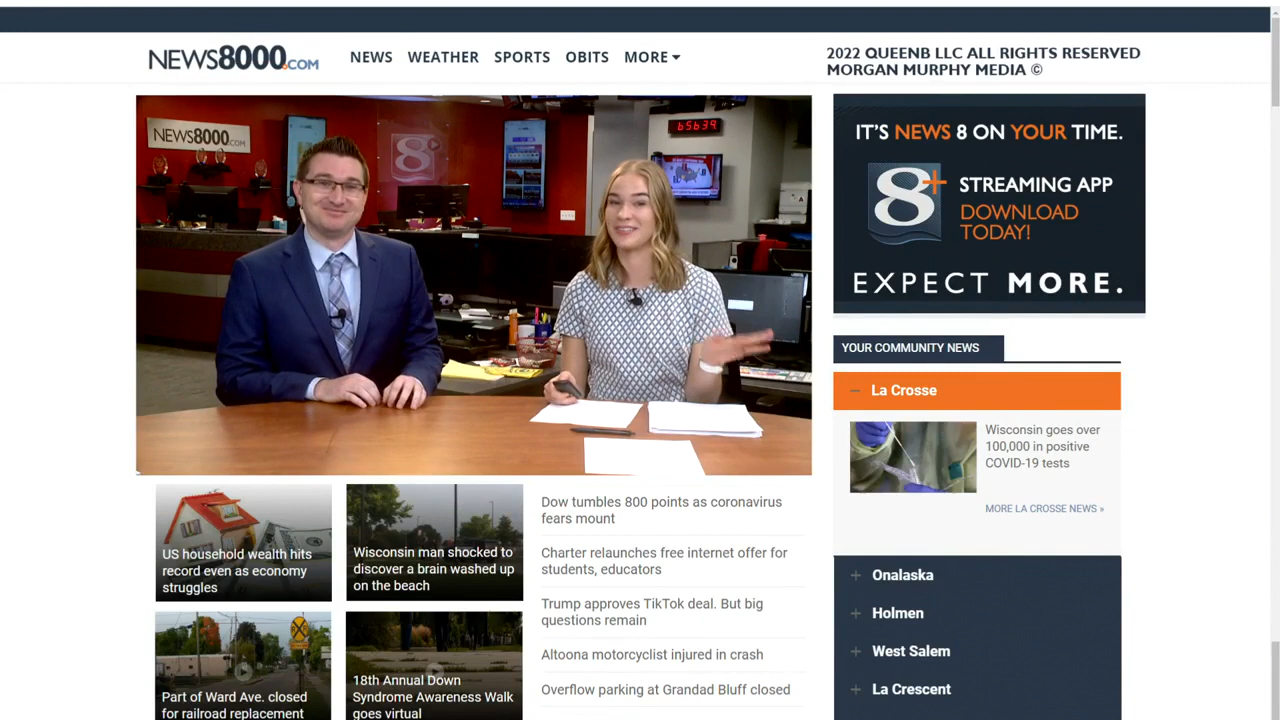 NEWS8000.COM
NEWS WEATHER SPORTS OBITS MORE
2022 QUEENB LLC ALL RIGHTS RESERVED
MORGAN MURPHY MEDIA ©
NEWS8000
.COM
8
65639
IT'S NEWS 8 ON YOUR TIME.
8+
STREAMING APP
DOWNLOAD
TODAY!
EXPECT MORE.
YOUR COMMUNITY NEWS
La Crosse
Wisconsin goes over
100,000 in positive
COVID-19 tests
MORE LA CROSSE NEWS »
Onalaska
Holmen
West Salem
La Crescent
US household wealth hits
record even as economy
struggles
Wisconsin man shocked to
discover a brain washed up
on the beach
Part of Ward Ave. closed
for railroad replacement
18th Annual Down
Syndrome Awareness Walk
goes virtual
Dow tumbles 800 points as coronavirus
fears mount
Charter relaunches free internet offer for
students, educators
Trump approves TikTok deal. But big
questions remain
Altoona motorcyclist injured in crash
Overflow parking at Grandad Bluff closed